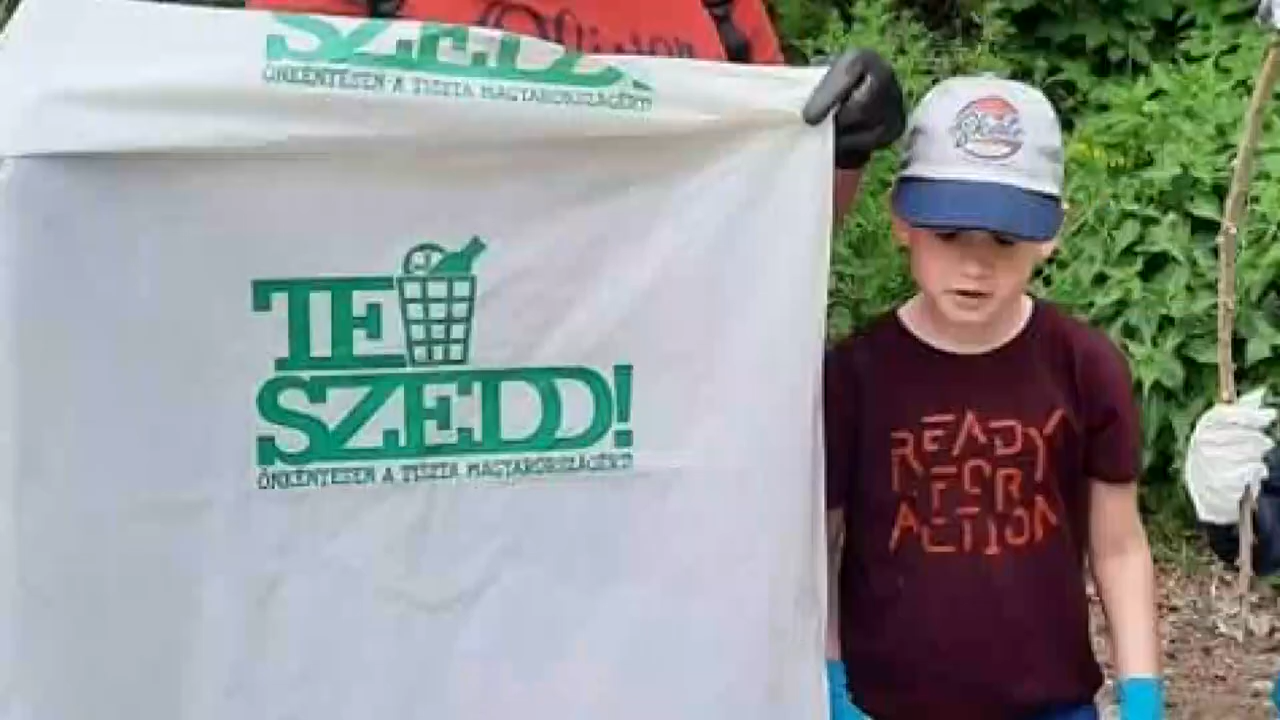 SZEDD!
ÖNKÉNTESEN A TISZTA MAGYARORSZÁGÉRT!
TE
SZEDD!
ÖNKÉNTESEN A TISZTA MAGYARORSZÁGÉRT!
READY
FOR
ACTION